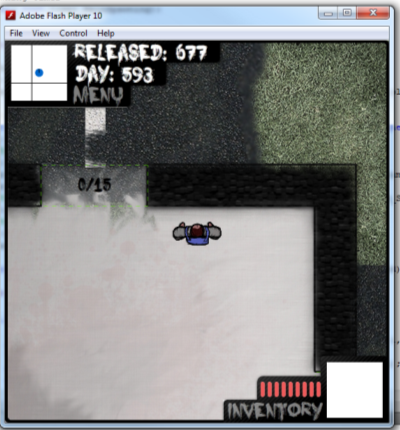 Adobe Flash Player 10
File View Control Help
RELEASED: 677
DAY: 593
MENU
0/15
INVENTORY